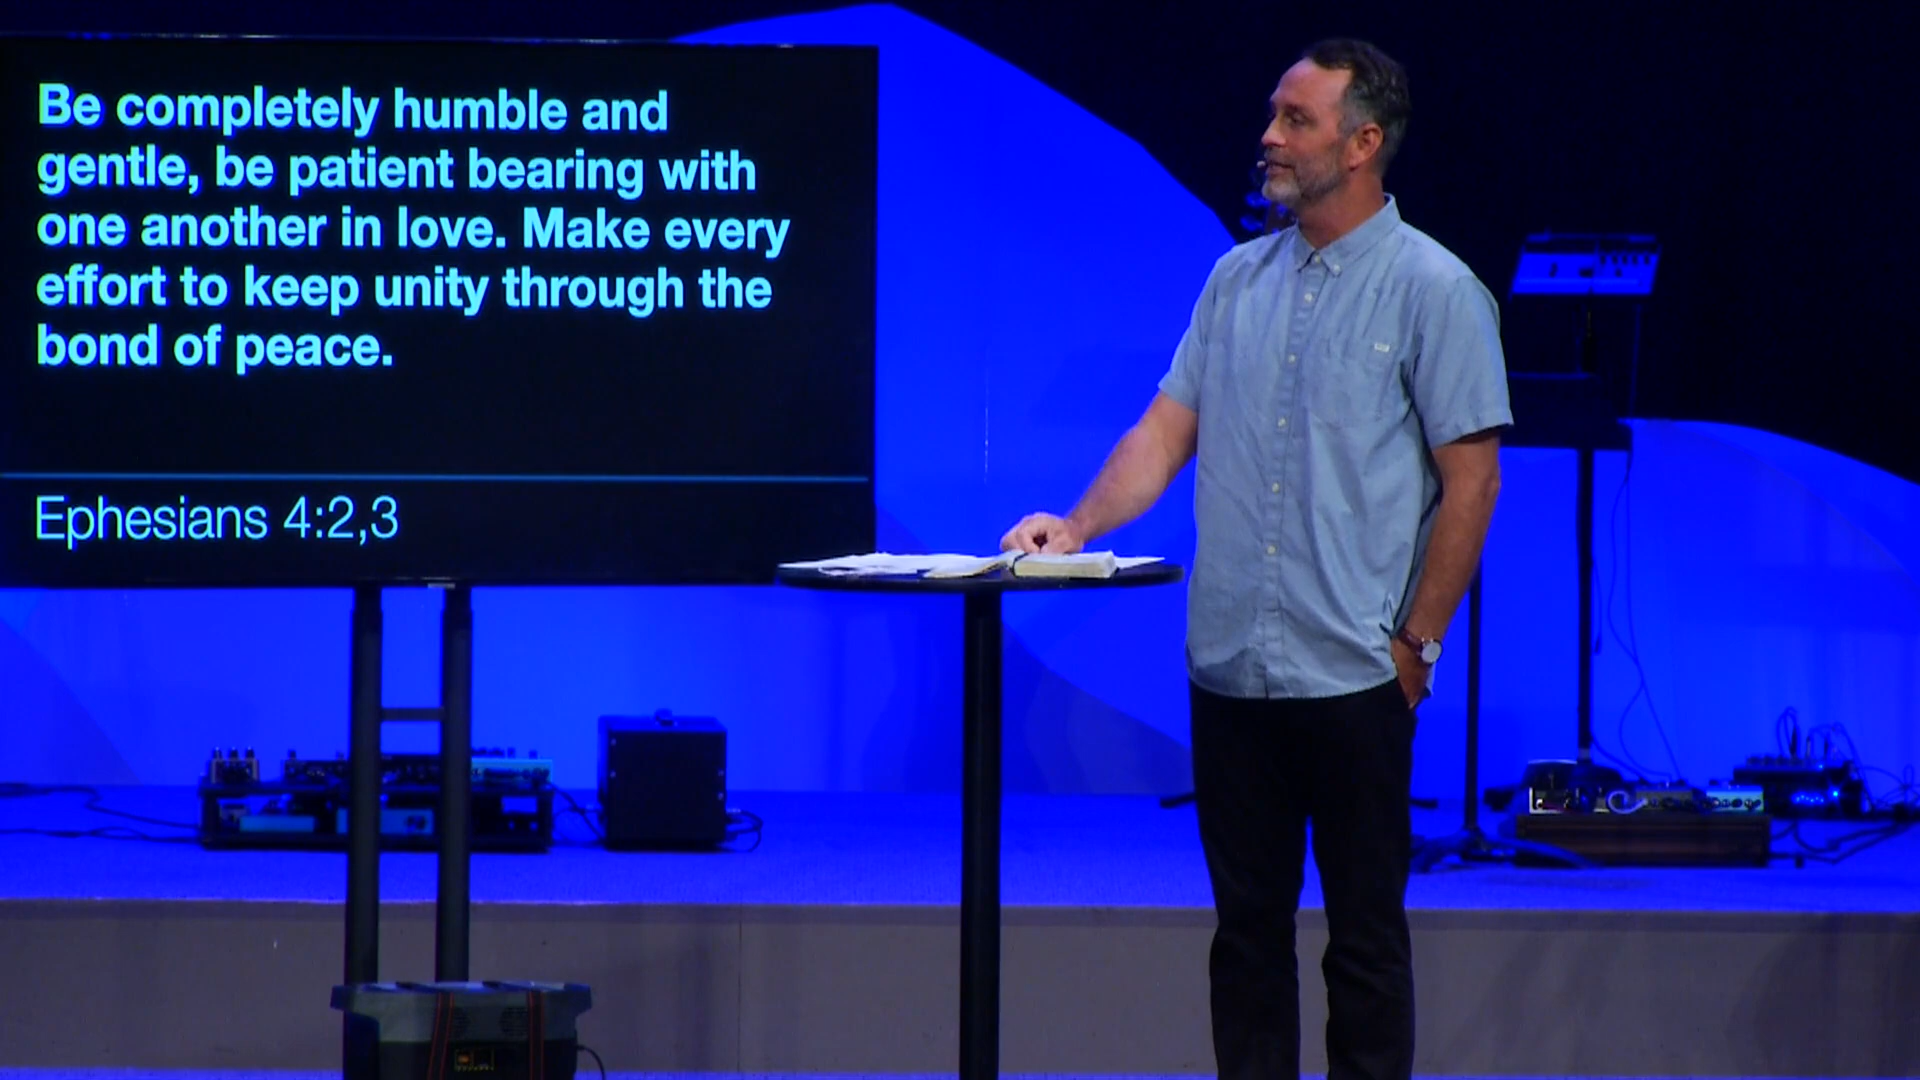 Be completely humble and
gentle, be patient bearing with
one another in love. Make every
effort to keep unity through the
bond of peace.
Ephesians 4:2,3